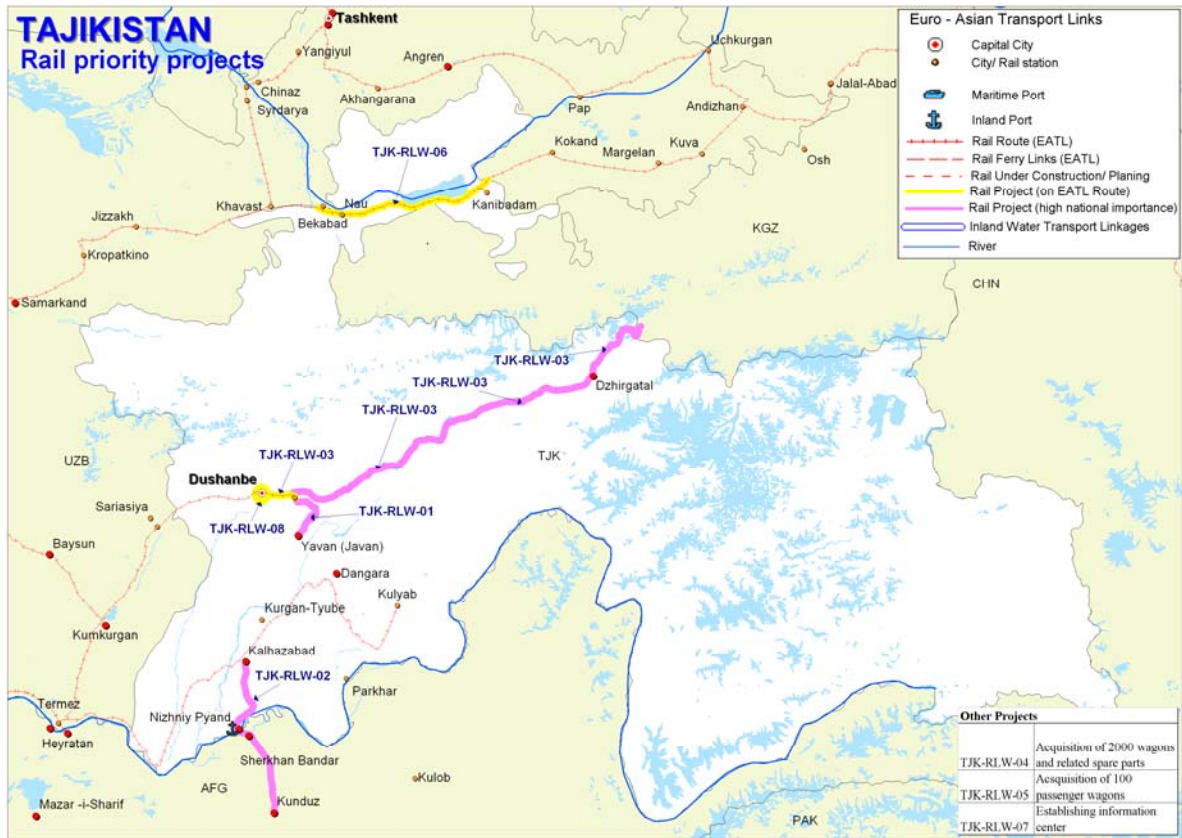 TAJIKISTAN
Rail priority projects
Euro - Asian Transport Links
Capital City
City/ Rail station
Maritime Port
Inland Port
Rail Route (EATL)
Rail Ferry Links (EATL)
Rail Under Construction/ Planing
Rail Project (on EATL Route)
Rail Project (high national importance)
Inland Water Transport Linkages
River
Tashkent
Yangiyul
Angren
Uchkurgan
Chinaz
Akhangarana
Jalal-Abad
Syrdarya
Pap
Andizhan
TJK-RLW-06
Kokand
Kuva
Margelan
Osh
Khavast
Nau
Kanibadam
Bekabad
Jizzakh
KGZ
Kropatkino
CHN
Samarkand
TJK-RLW-03
Dzhirgatal
TJK-RLW-03
TJK-RLW-03
UZB
TJK
TJK-RLW-03
Dushanbe
Sariasiya
TJK-RLW-08
TJK-RLW-01
Baysun
Yavan (Javan)
Dangara
Kulyab
Kurgan-Tyube
Kumkurgan
Kalhazabad
TJK-RLW-02
Parkhar
Termez
Nizhniy Pyand
Heyratan
Sherkhan Bandar
Kulob
AFG
Mazar -i-Sharif
Kunduz
PAK
Other Projects
TJK-RLW-04 Acquisition of 2000 wagons
and related spare parts
TJK-RLW-05 Acsquisition of 100
passenger wagons
TJK-RLW-07 Establishing information
center